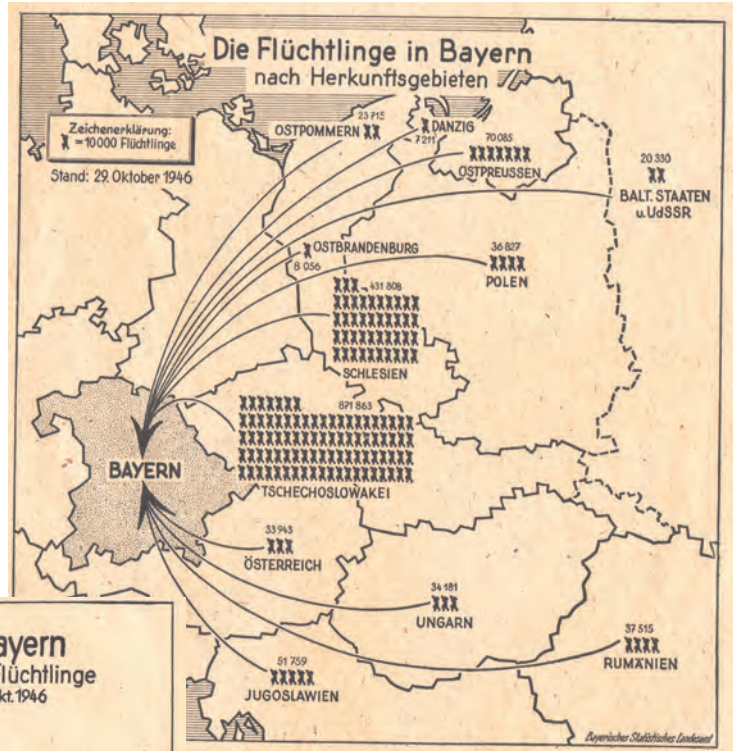 Die Flüchtlinge in Bayern
nach Herkunftsgebieten
Zeichenerklärung:
= 10000 Flüchtlinge
Stand: 29. Oktober 1946
23 715
OSTPOMMERN
DANZIG
7 211
70 085
OSTPREUSSEN
20 330
BALT. STAATEN
u. UdSSR
OSTBRANDENBURG
8 056
36 827
POLEN
431 808
SCHLESIEN
871 863
TSCHECHOSLOWAKEI
BAYERN
33 943
ÖSTERREICH
34 181
UNGARN
37 515
RUMÄNIEN
51 759
JUGOSLAWIEN
Bayerisches Statistisches Landesamt
ayern
lüchtlinge
kt. 1946